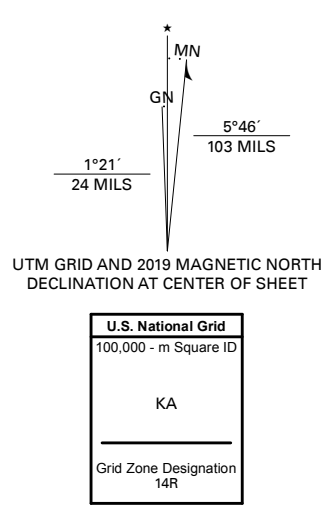 ★
MN
GN
5°46´
103 MILS
1°21´
24 MILS
UTM GRID AND 2019 MAGNETIC NORTH
DECLINATION AT CENTER OF SHEET
U.S. National Grid
100,000 - m Square ID
KA
Grid Zone Designation
14R